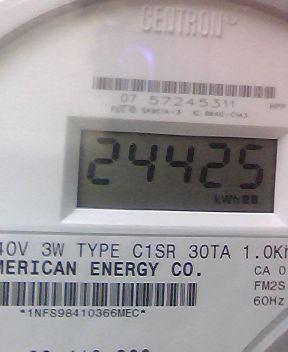 CENTRON®
07 57245311
24425
kWh
40V 3W TYPE C1SR 30TA 1.0Kh
MERICAN ENERGY CO.
CA 0
FM2S
60Hz
*1NFS98410366MEC*